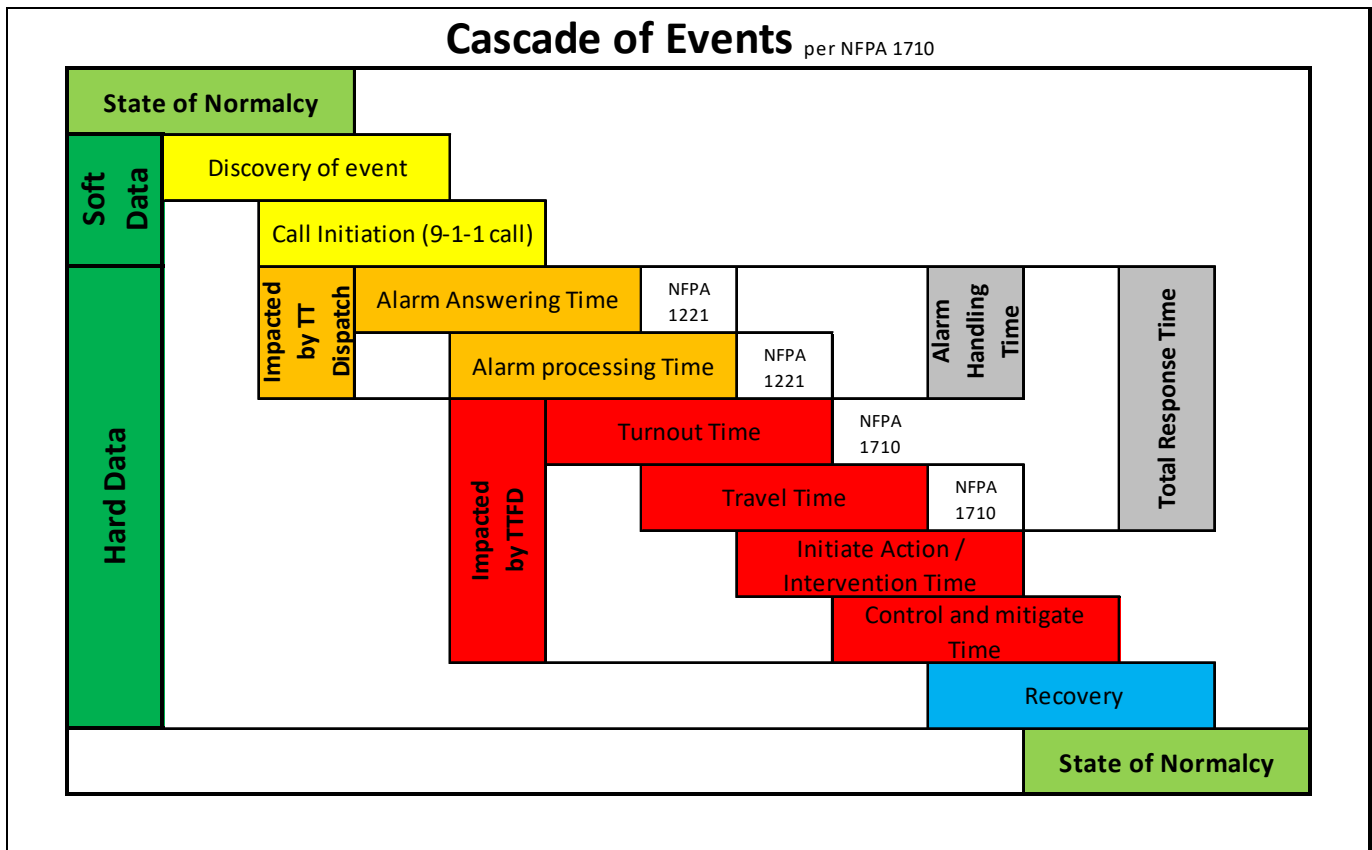 Cascade of Events per NFPA 1710
State of Normalcy
Soft
Data
Discovery of event
Call Initiation (9-1-1 call)
Hard Data
Impacted
by TT
Dispatch
Alarm Answering Time
NFPA
1221
Alarm processing Time
NFPA
1221
Alarm
Handling
Time
Total Response Time
Impacted
by TTFD
Turnout Time
NFPA
1710
Travel Time
NFPA
1710
Initiate Action /
Intervention Time
Control and mitigate
Time
Recovery
State of Normalcy